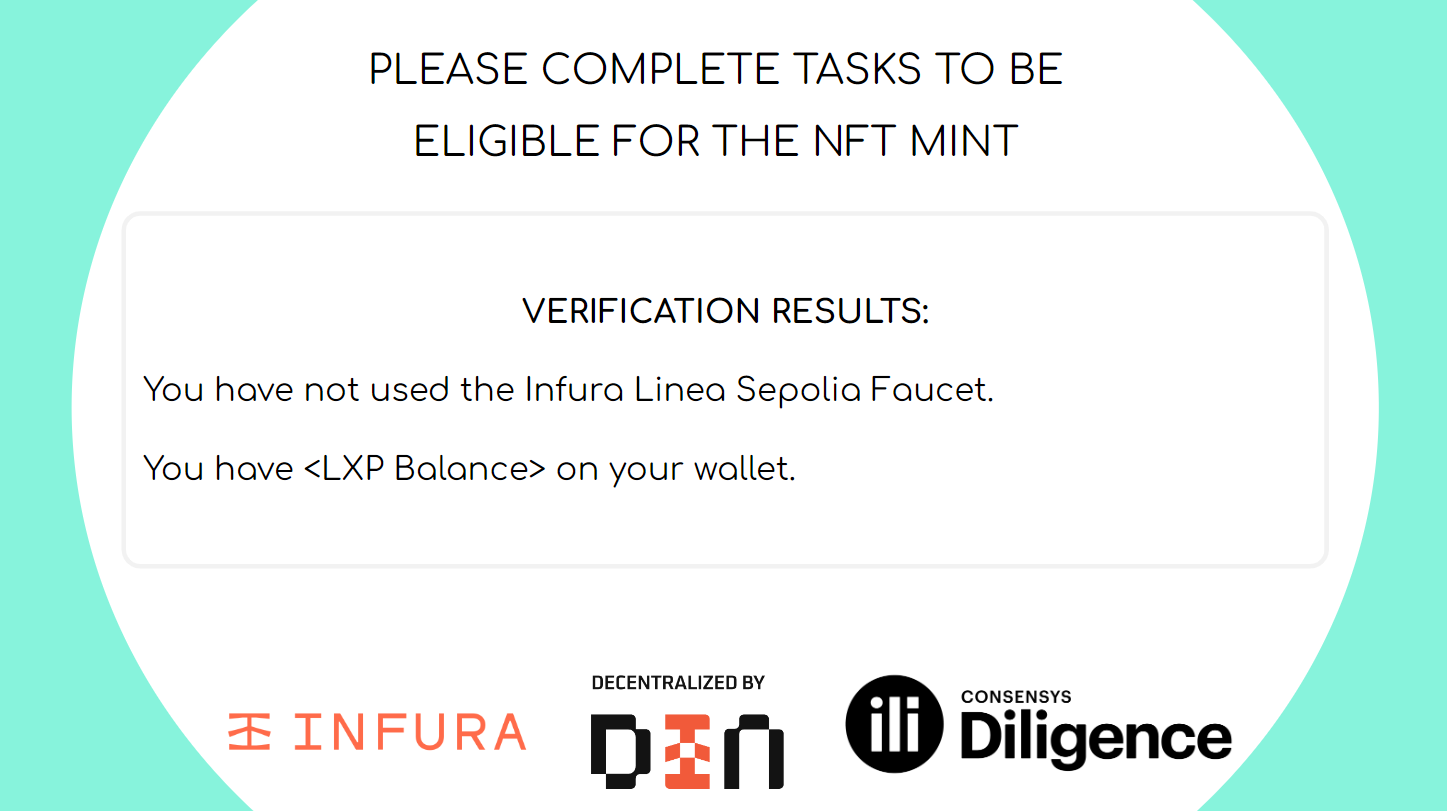 PLEASE COMPLETE TASKS TO BE
ELIGIBLE FOR THE NFT MINT
VERIFICATION RESULTS:
You have not used the Infura Linea Sepolia Faucet.
You have <LXP Balance> on your wallet.
INFURA
DECENTRALIZED BY
DIN
CONSENSYS
Diligence